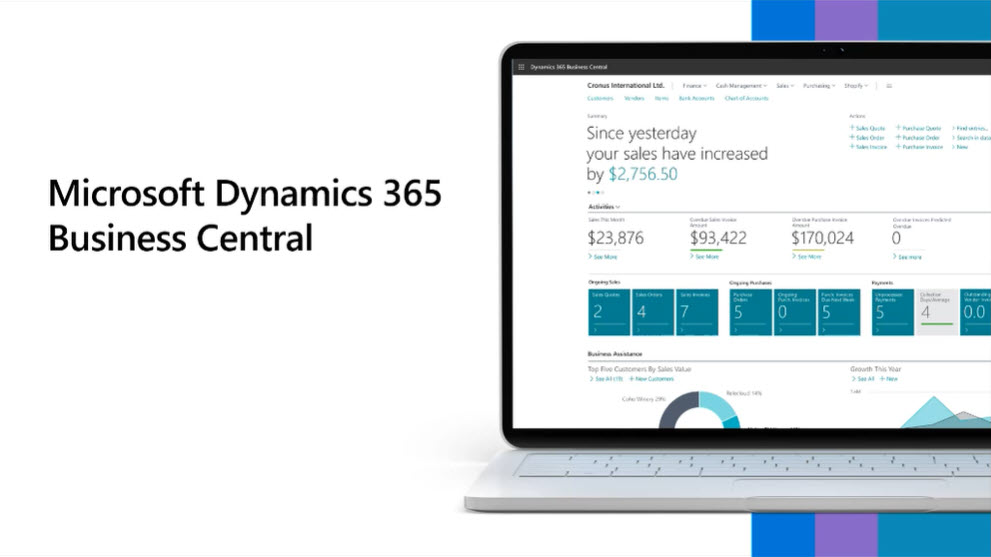 Microsoft Dynamics 365
Business Central
Dynamics 365 Business Central
Cronus International Ltd.
Finance
Cash Management
Sales
Purchasing
Shopify
Customers
Vendors
Items
Bank Accounts
Chart of Accounts
Summary
Since yesterday
your sales have increased
by $2,756.50
Actions
+ Sales Quote
+ Purchase Quote
> Find entries...
+ Sales Order
+ Purchase Order
> Search in data
+ Sales Invoice
+ Purchase Invoice
> New
Activities
Sales This Month
$23,876
> See More
Overdue Sales Invoice
Amount
$93,422
> See More
Overdue Purchase Invoice
Amount
$170,024
> See More
Overdue Invoices Predicted
Overdue
0
> See more
Ongoing Sales
Sales Quotes
2
Sales Orders
4
Sales Invoices
7
Ongoing Purchases
Purchase
Orders
5
Ongoing
Purch. Invoices
0
Purch. Invoices
Due Next Week
5
Payments
Payments
5
Collection
Days
Average
4
0.0
Business Assistance
Top Five Customers By Sales Value
> See All
+ New Customers
Coho Winery
Relecloud 14%
Growth This Year
> See All
+ New